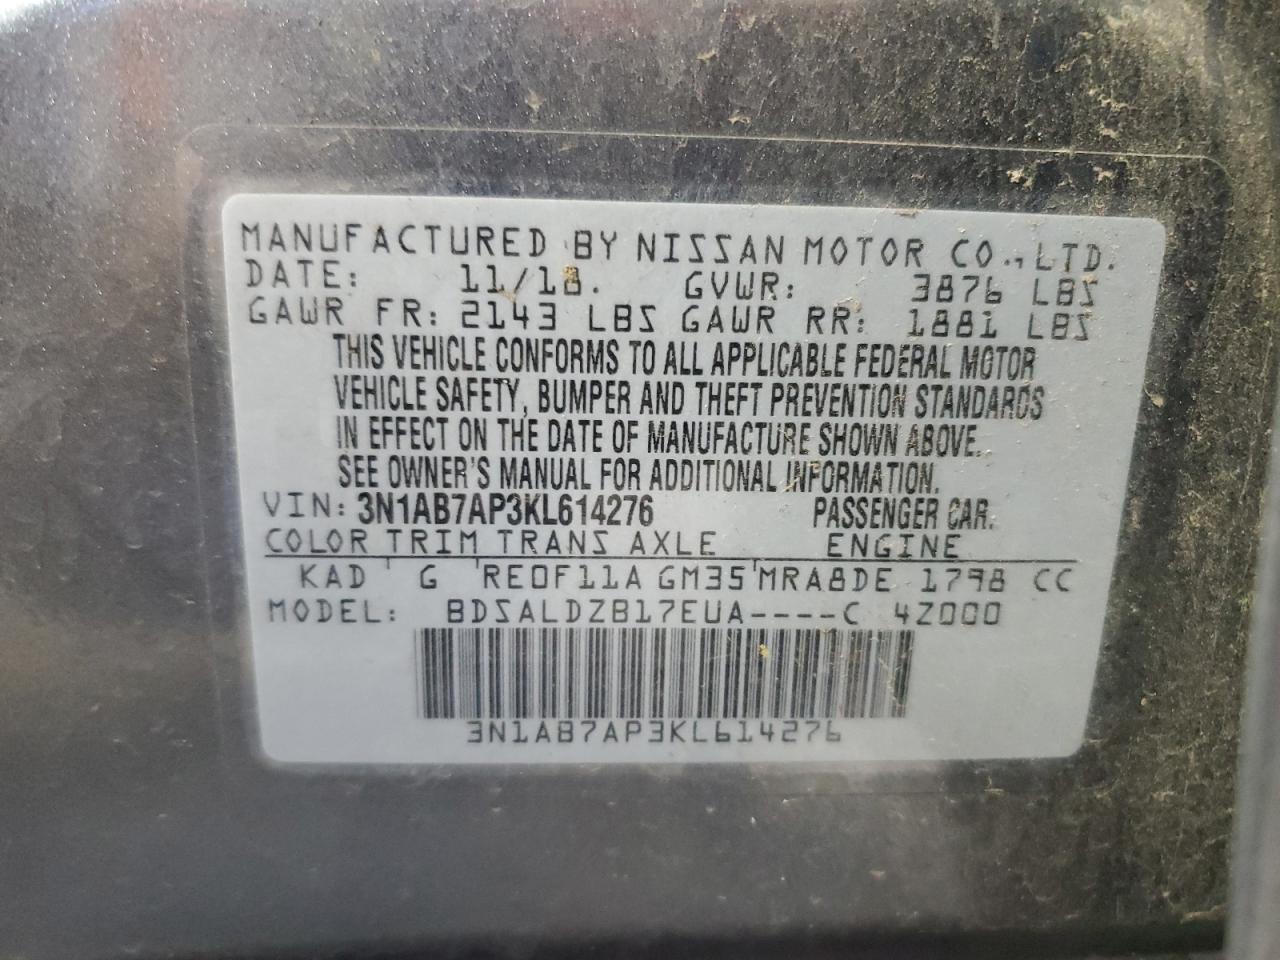 MANUFACTURED BY NISSAN MOTOR CO., LTD.
DATE: 11/18. GVWR: 3876 LBS
GAWR FR: 2143 LBS GAWR RR: 1881 LBS
THIS VEHICLE CONFORMS TO ALL APPLICABLE FEDERAL MOTOR
VEHICLE SAFETY, BUMPER AND THEFT PREVENTION STANDARDS
IN EFFECT ON THE DATE OF MANUFACTURE SHOWN ABOVE.
SEE OWNER'S MANUAL FOR ADDITIONAL INFORMATION.
VIN: 3N1AB7AP3KL614276 PASSENGER CAR.
COLOR TRIM TRANS AXLE ENGINE
KAD ' G ' RE0F11A GM35 ' MRA8DE 1798 CC
MODEL: BDSALDZB17EUA----C 4Z000
3N1AB7AP3KL614276